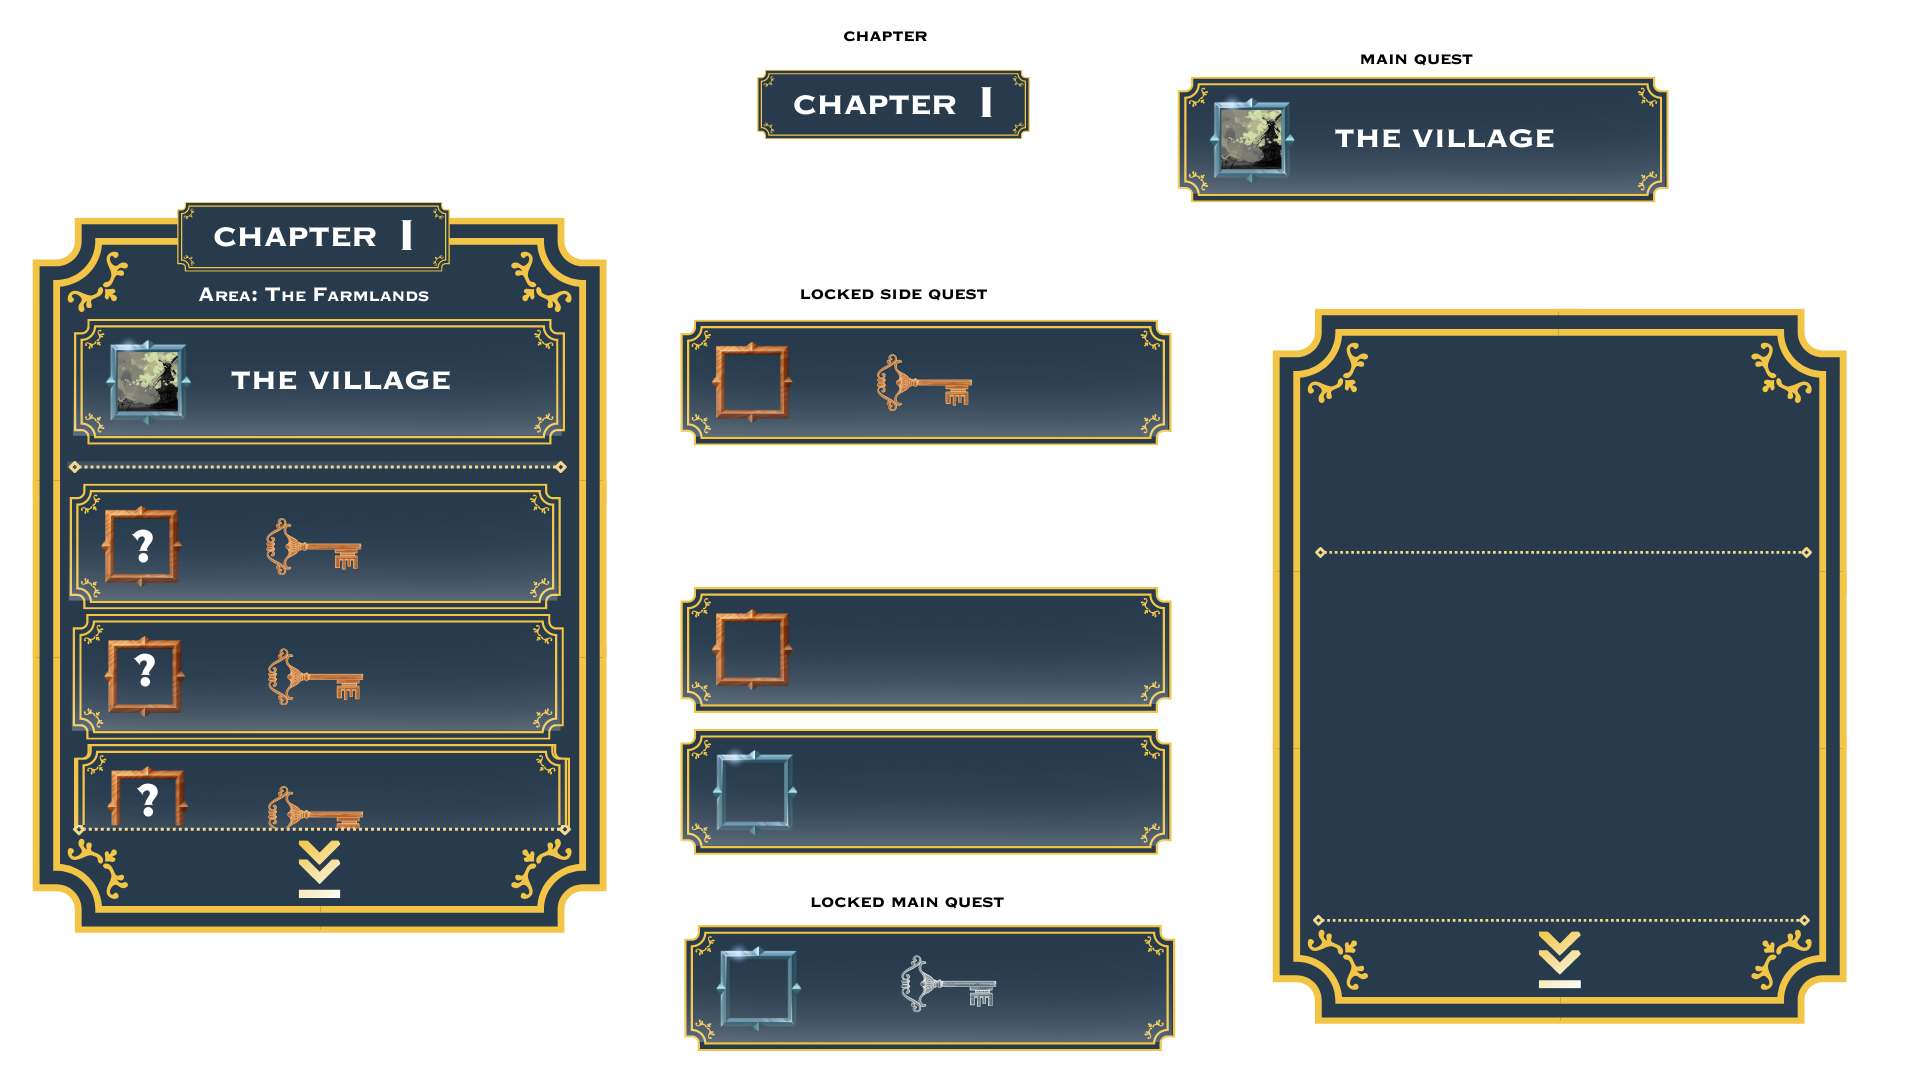 CHAPTER
CHAPTER I
MAIN QUEST
THE VILLAGE
CHAPTER I
Area: The Farmlands
THE VILLAGE
?
?
?
LOCKED SIDE QUEST
LOCKED MAIN QUEST